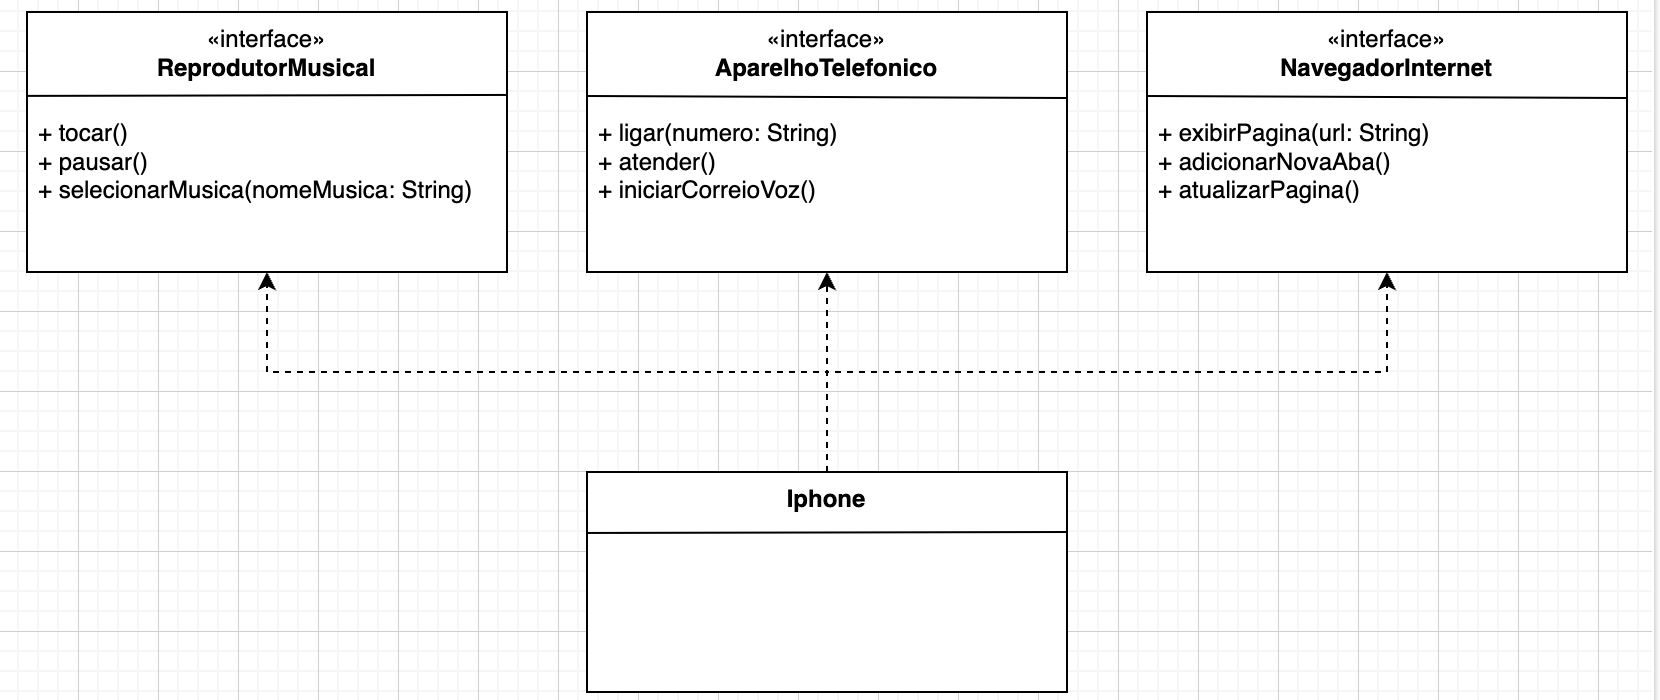 «interface»
ReprodutorMusical
+ tocar()
+ pausar()
+ selecionarMusica(nomeMusica: String)
«interface»
AparelhoTelefonico
+ ligar(numero: String)
+ atender()
+ iniciarCorreioVoz()
«interface»
NavegadorInternet
+ exibirPagina(url: String)
+ adicionarNovaAba()
+ atualizarPagina()
Iphone